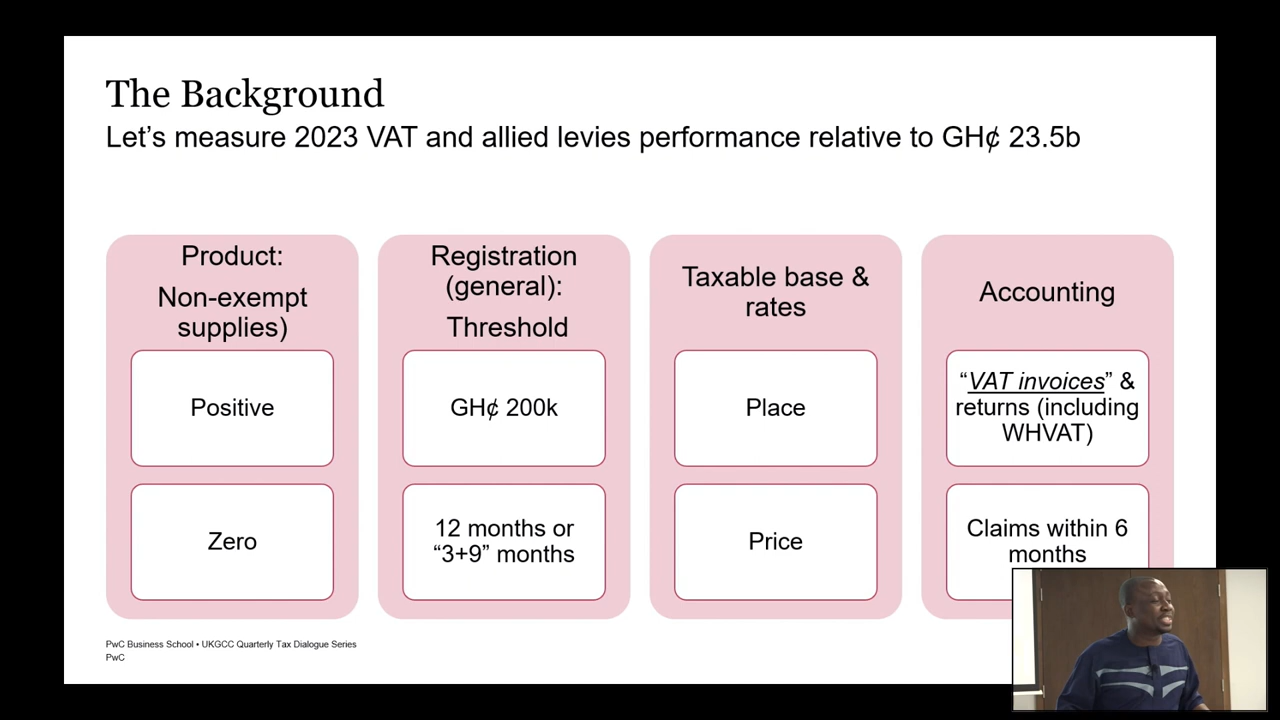 The Background
Let’s measure 2023 VAT and allied levies performance relative to GH¢ 23.5b
Product:
Non-exempt
supplies)
Positive
Zero
Registration
(general):
Threshold
GH¢ 200k
12 months or
“3+9” months
Taxable base &
rates
Place
Price
Accounting
“VAT invoices” &
returns (including
WHVAT)
Claims within 6
months
PwC Business School • UKGCC Quarterly Tax Dialogue Series
PwC